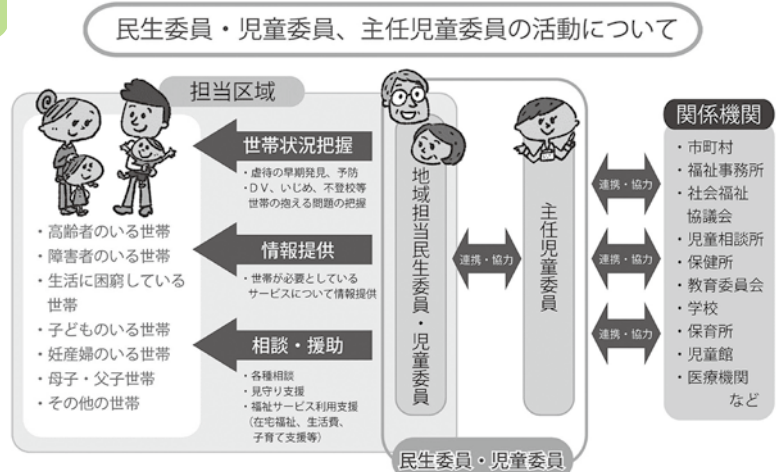 民生委員・児童委員、主任児童委員の活動について
担当区域
・高齢者のいる世帯
・障害者のいる世帯
・生活に困窮している
世帯
・子どものいる世帯
・妊産婦のいる世帯
・母子・父子世帯
・その他の世帯
世帯状況把握
・虐待の早期発見、予防
・DV、いじめ、不登校等
世帯の抱える問題の把握
情報提供
・世帯が必要としている
サービスについて情報提供
相談・援助
・各種相談
・見守り支援
・福祉サービス利用支援
(在宅福祉、生活費、
子育て支援等)
地域担当民生委員・児童委員
連携・協力
主任児童委員
民生委員・児童委員
連携・協力
連携・協力
連携・協力
関係機関
・市町村
・福祉事務所
・社会福祉
協議会
・児童相談所
・保健所
・教育委員会
・学校
・保育所
・児童館
・医療機関
など